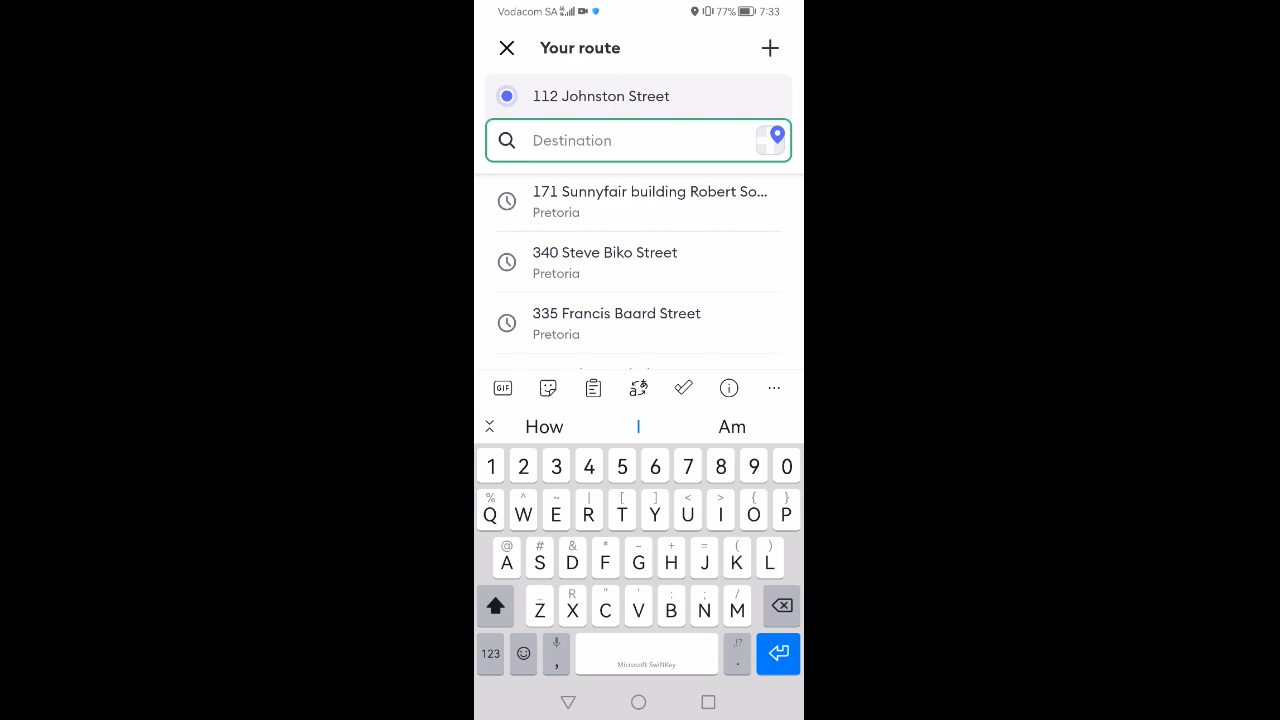 Vodacom SA 77% 7:33
Your route
112 Johnston Street
Destination
171 Sunnyfair building Robert So...
Pretoria
340 Steve Biko Street
Pretoria
335 Francis Baard Street
Pretoria
GIF
How I Am
1 2 3 4 5 6 7 8 9 0
% ^ ~ | [ ] < > { }
Q W E R T Y U I O P
@ # & * - + = ( )
A S D F G H J K L
_ R " ' : ; /
Z X C V B N M
123 , Microsoft SwiftKey ,!? .